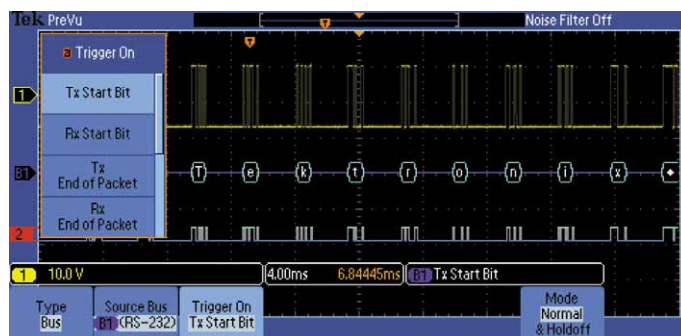 Tek PreVu
Noise Filter Off
a Trigger On
Tx Start Bit
Rx Start Bit
Tx
End of Packet
Rx
End of Packet
1
B1
2
T e k t r o n i x
1 10.0 V
4.00ms 6.84445ms
B1 Tx Start Bit
Type
Bus
Source Bus
B1 (RS-232)
Trigger On
Tx Start Bit
Mode
Normal
& Holdoff